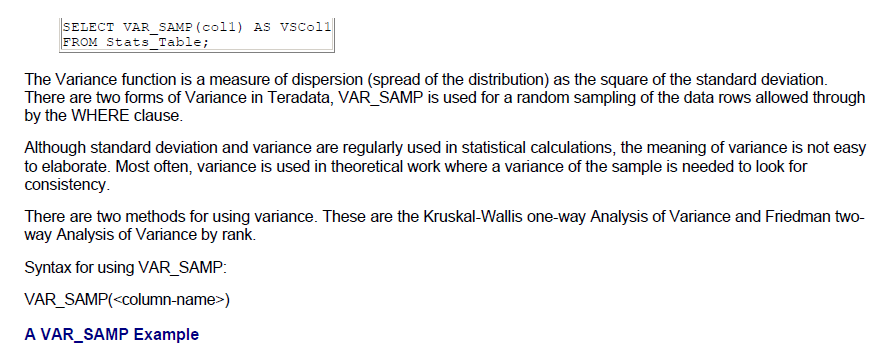 SELECT VAR_SAMP(col1) AS VSCol1
FROM Stats_Table;
The Variance function is a measure of dispersion (spread of the distribution) as the square of the standard deviation.
There are two forms of Variance in Teradata, VAR_SAMP is used for a random sampling of the data rows allowed through
by the WHERE clause.
Although standard deviation and variance are regularly used in statistical calculations, the meaning of variance is not easy
to elaborate. Most often, variance is used in theoretical work where a variance of the sample is needed to look for
consistency.
There are two methods for using variance. These are the Kruskal-Wallis one-way Analysis of Variance and Friedman two-
way Analysis of Variance by rank.
Syntax for using VAR_SAMP:
VAR_SAMP(<column-name>)
A VAR_SAMP Example